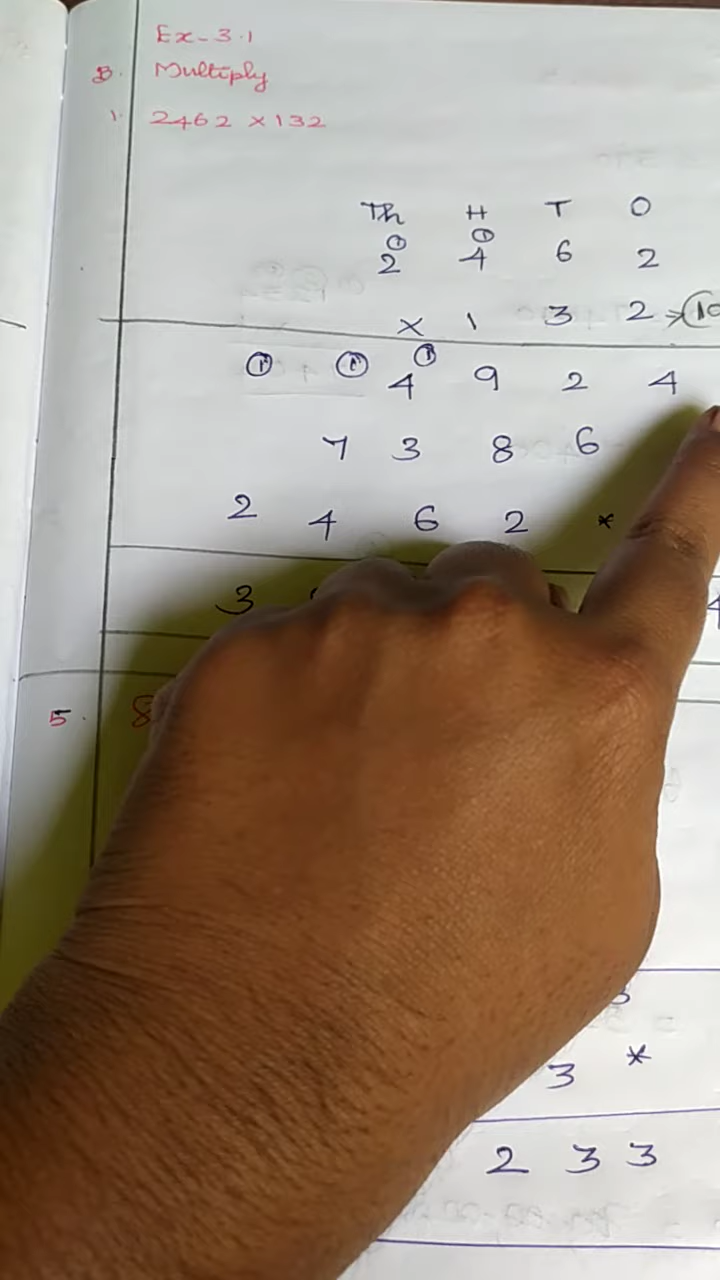 Ex-3.1
B. Multiply
1. 2462 × 132
Th H T O
① ①
2 4 6 2
× 1 3 2 →
① ① ①
4 9 2 4
7 3 8 6
2 4 6 2 *
3 4
5. 8
3 *
2 3 3